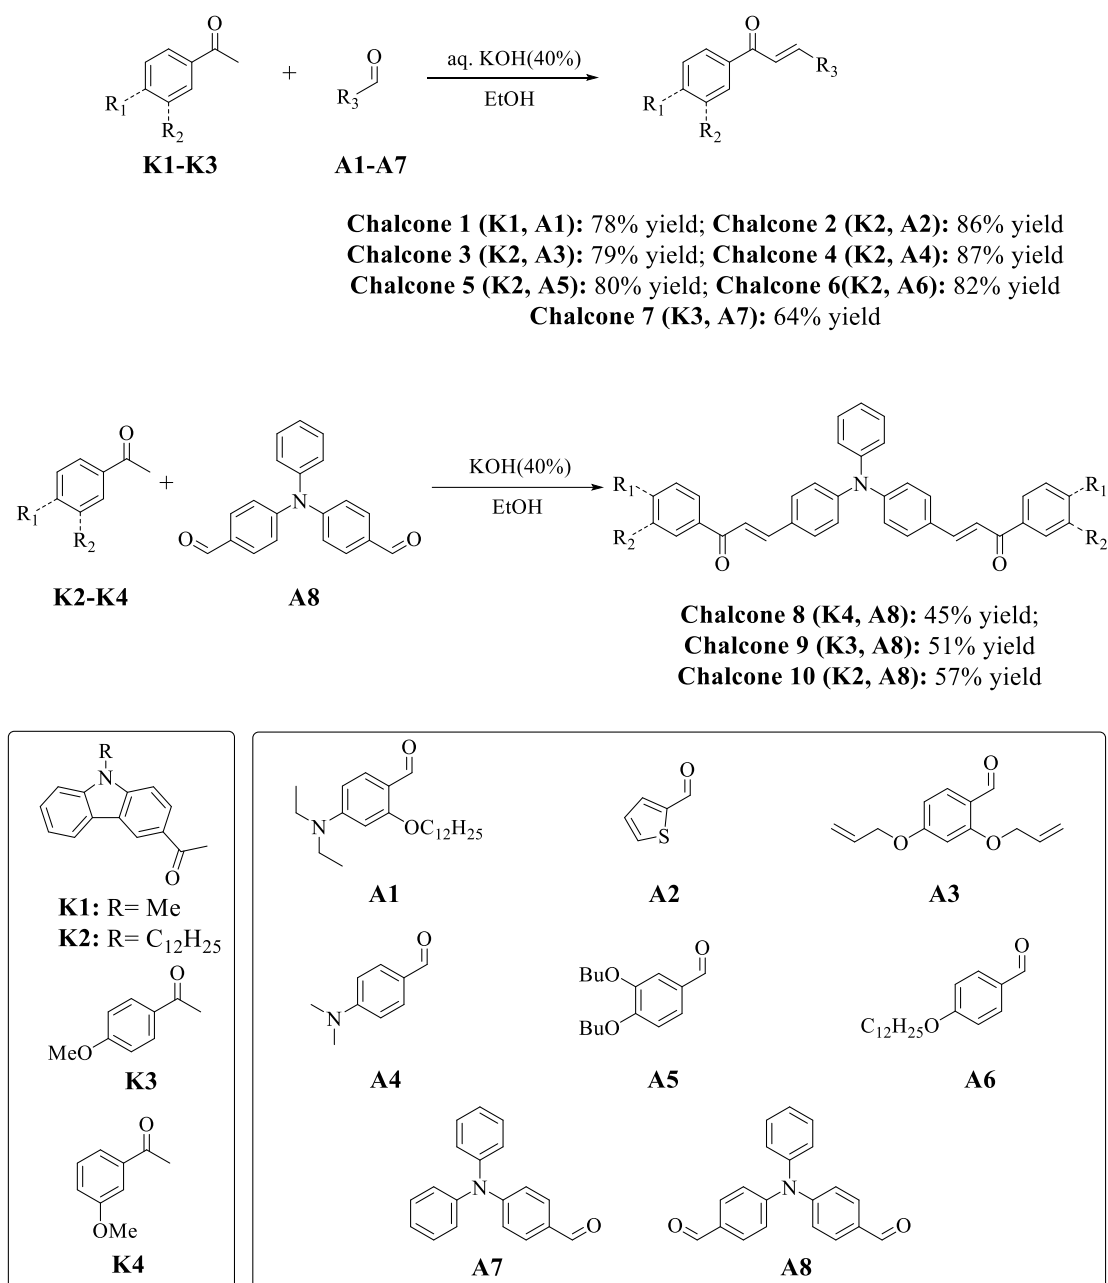 O
O
O
+
aq. KOH(40%)
EtOH
R3
R3
R1
R2
R1
R2
K1-K3
A1-A7
Chalcone 1 (K1, A1): 78% yield; Chalcone 2 (K2, A2): 86% yield
Chalcone 3 (K2, A3): 79% yield; Chalcone 4 (K2, A4): 87% yield
Chalcone 5 (K2, A5): 80% yield; Chalcone 6(K2, A6): 82% yield
Chalcone 7 (K3, A7): 64% yield
O
+
R1
R2
N
O
O
KOH(40%)
EtOH
N
R1
R2
O
O
R1
R2
K2-K4
A8
Chalcone 8 (K4, A8): 45% yield;
Chalcone 9 (K3, A8): 51% yield
Chalcone 10 (K2, A8): 57% yield
R
N
O
K1: R= Me
K2: R= C12H25
O
MeO
K3
O
OMe
K4
O
N
OC12H25
A1
O
S
A2
O
O
O
A3
O
N
A4
O
BuO
BuO
A5
O
C12H25O
A6
N
O
A7
N
O
O
A8